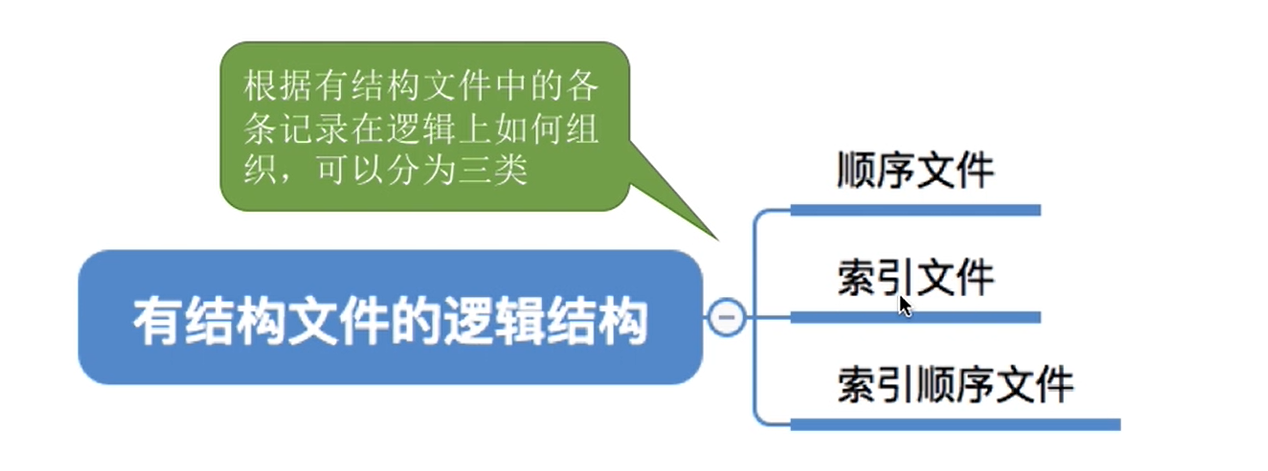 根据有结构文件中的各
条记录在逻辑上如何组
织，可以分为三类
顺序文件
索引文件
有结构文件的逻辑结构
索引顺序文件